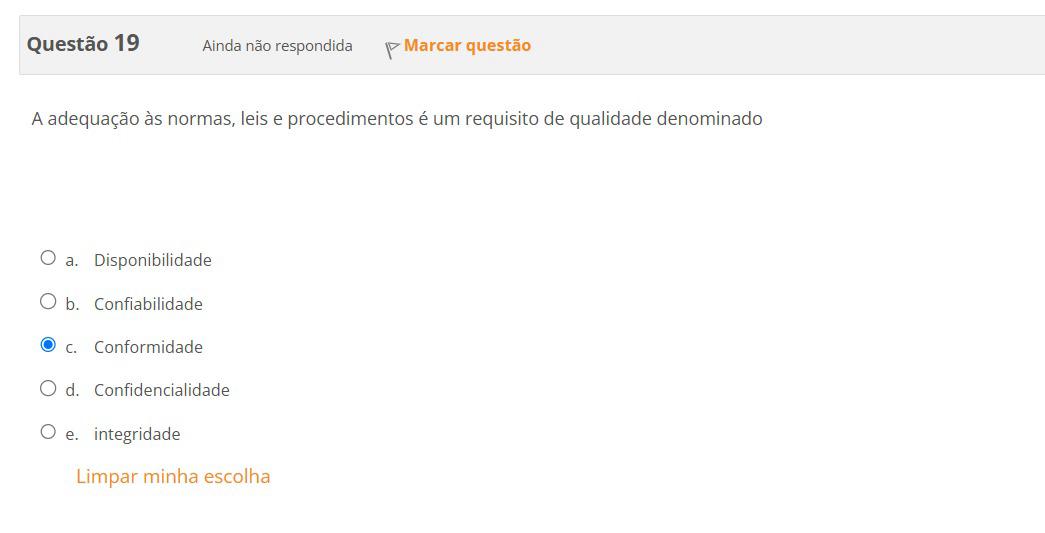 Questão 19 Ainda não respondida Marcar questão
A adequação às normas, leis e procedimentos é um requisito de qualidade denominado
a. Disponibilidade
b. Confiabilidade
c. Conformidade
d. Confidencialidade
e. integridade
Limpar minha escolha